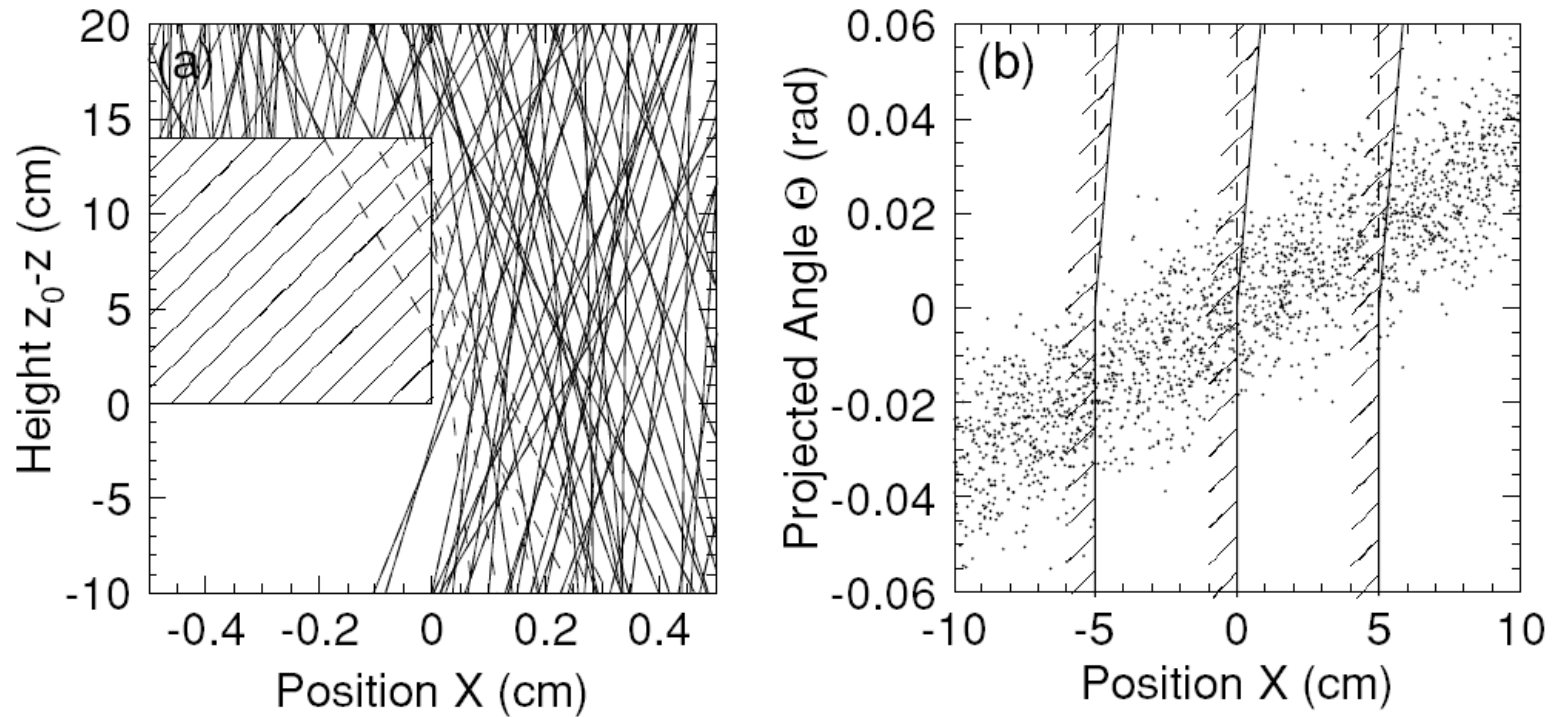 (a)
20
15
10
5
0
-5
-10
Height z0-z (cm)
-0.4 -0.2 0 0.2 0.4
Position X (cm)
(b)
0.06
0.04
0.02
0
-0.02
-0.04
-0.06
Projected Angle Θ (rad)
-10 -5 0 5 10
Position X (cm)